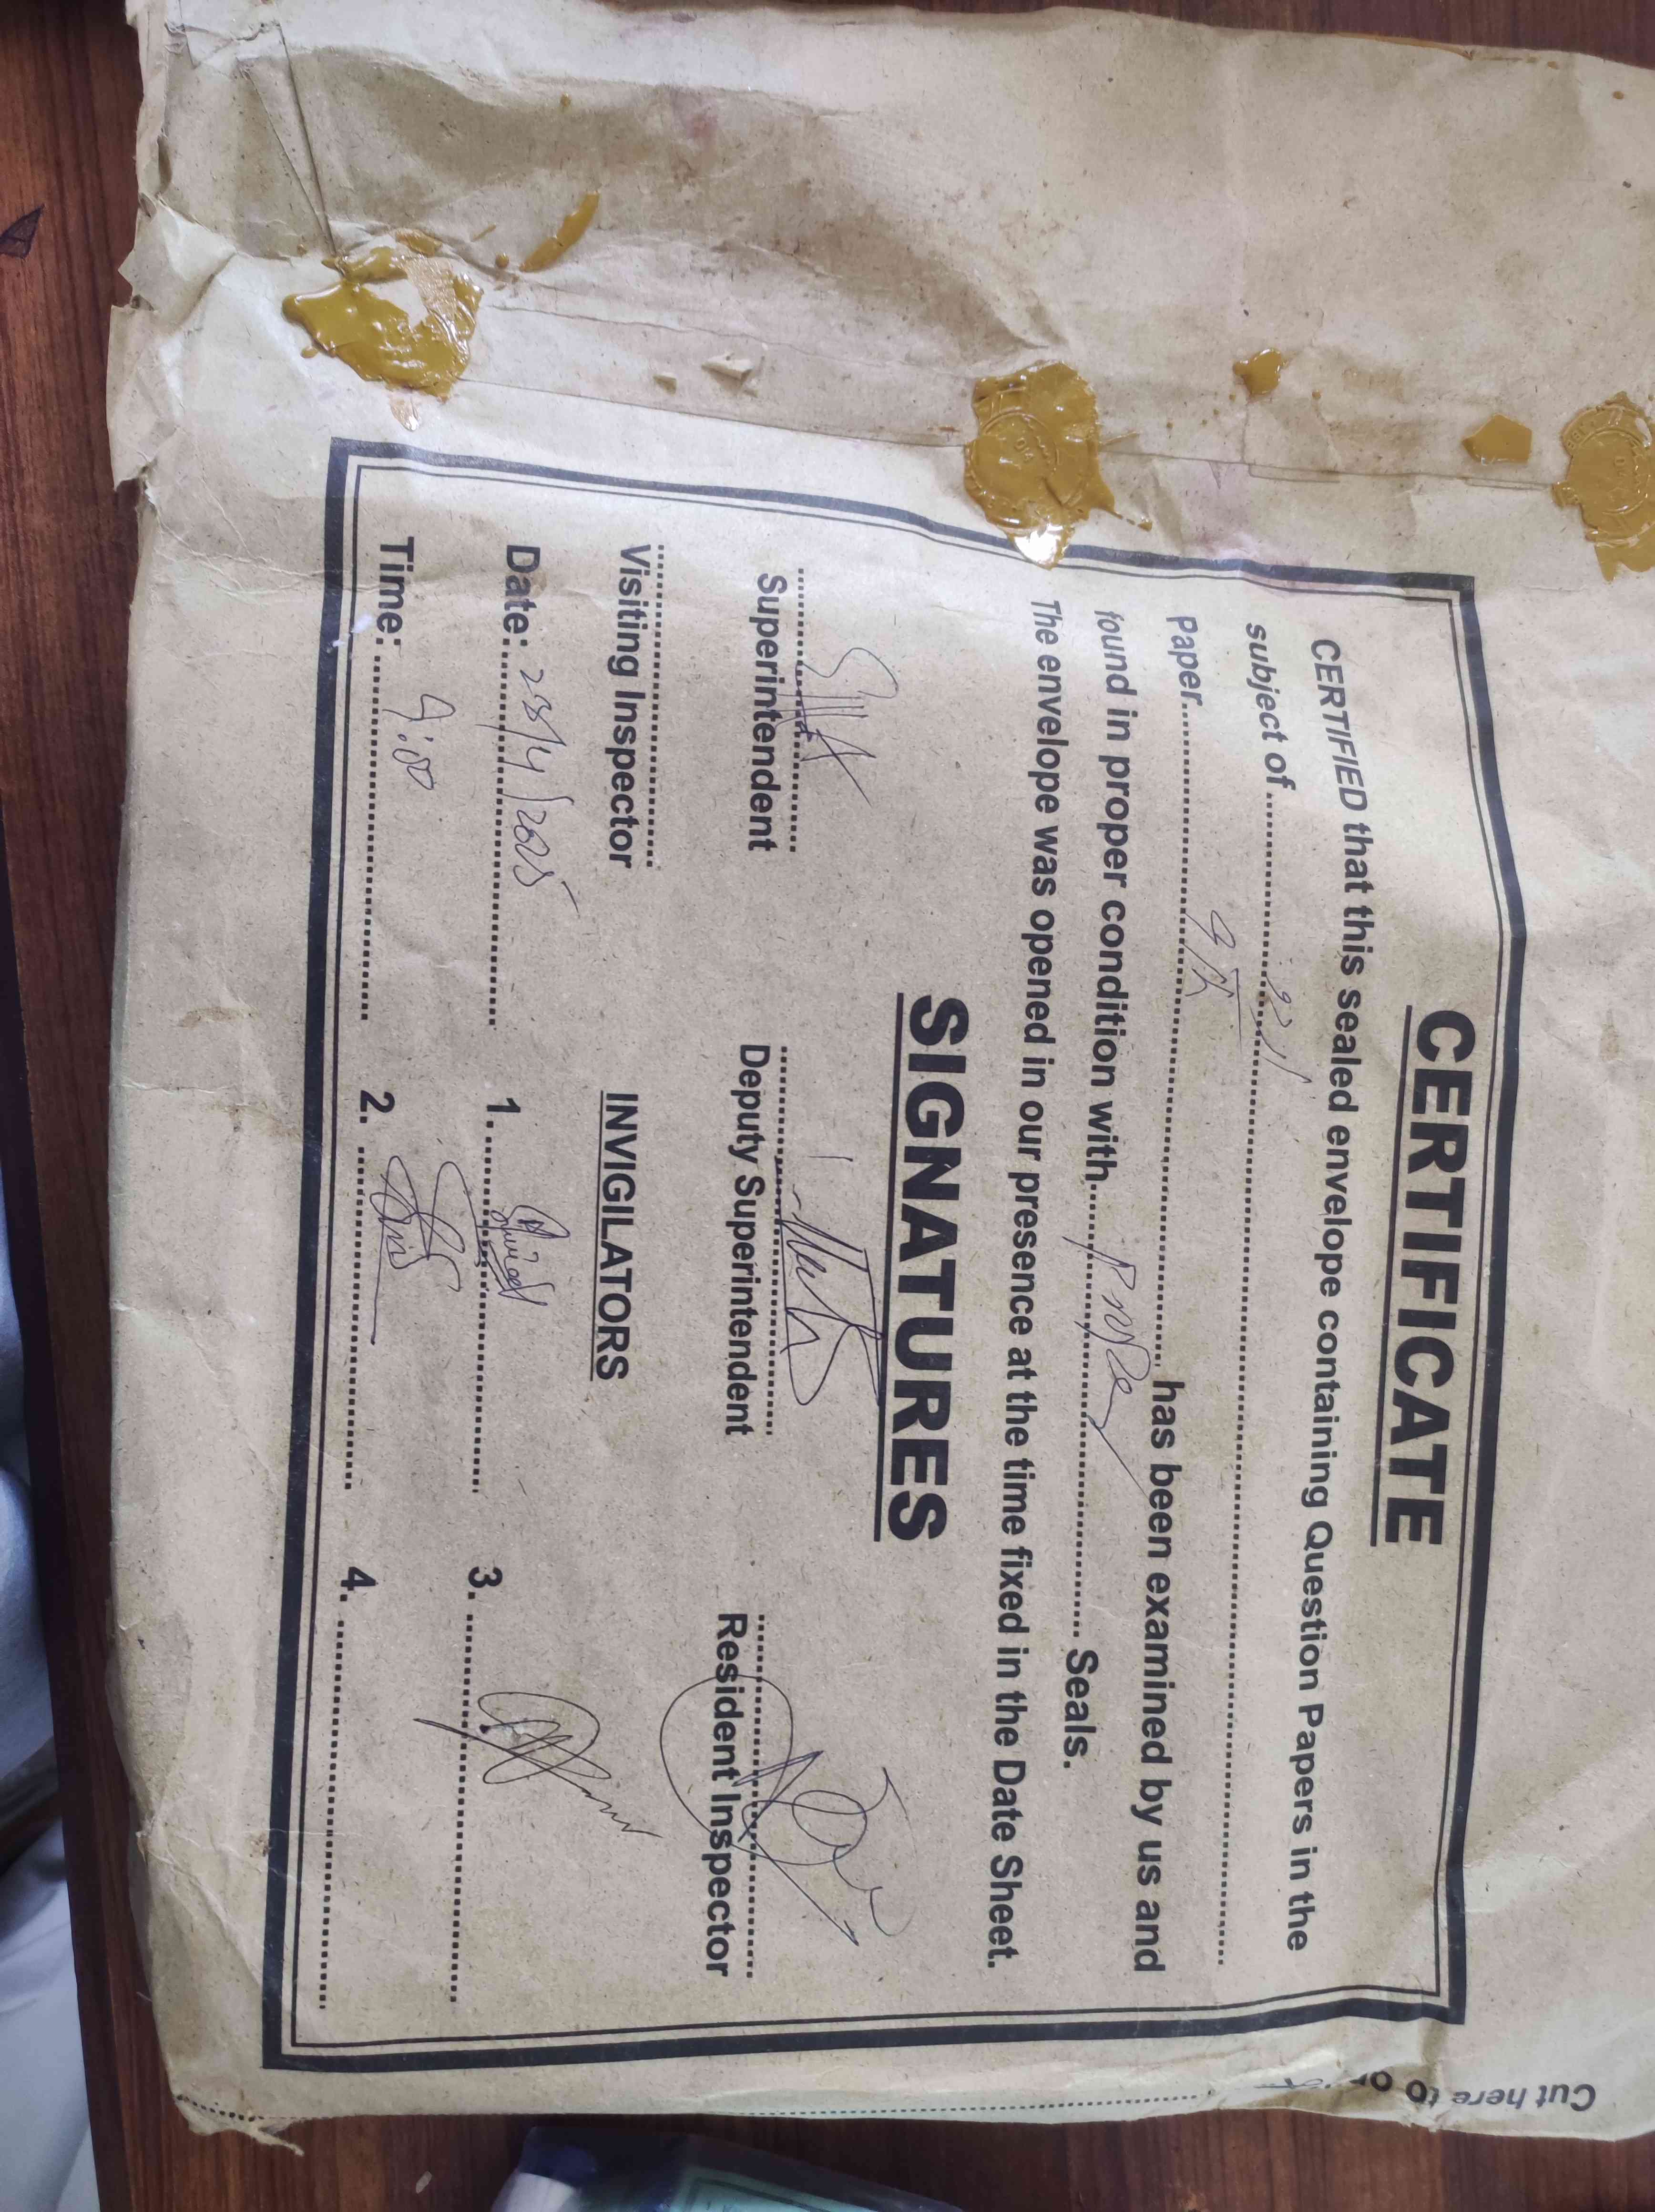 CERTIFICATE
CERTIFIED that this sealed envelope containing Question Papers in the
subject of ..............................
Paper.......... 9th .......... has been examined by us and
found in proper condition with..... Proper ..... Seals.
The envelope was opened in our presence at the time fixed in the Date Sheet.
SIGNATURES
Superintendent Deputy Superintendent Resident Inspector
Visiting Inspector INVIGILATORS
Date: 23/4/2025 1. 3.
Time: 9:00 2. 4.
Cut here to